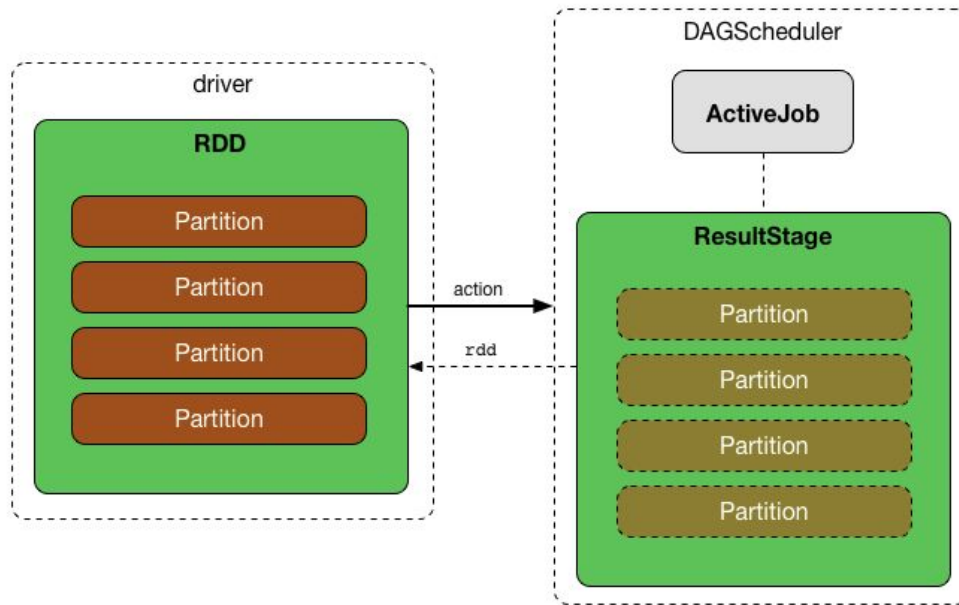 driver
RDD
Partition
Partition
Partition
Partition
action
rdd
DAGScheduler
ActiveJob
ResultStage
Partition
Partition
Partition
Partition